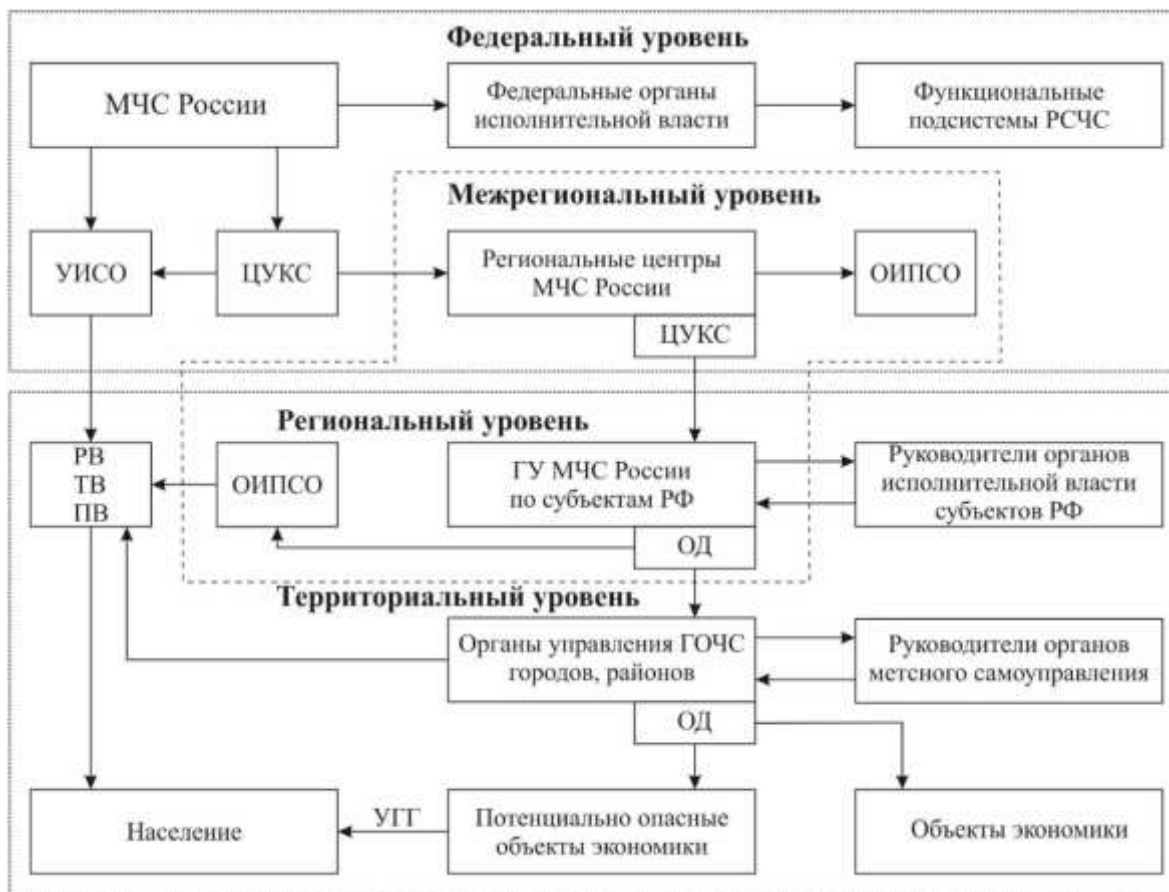 Федеральный уровень
МЧС России
Федеральные органы
исполнительной власти
Функциональные
подсистемы РСЧС
Межрегиональный уровень
УИСО
ЦУКС
Региональные центры
МЧС России
ОИПСО
ЦУКС
Региональный уровень
РВ
ТВ
ПВ
ОИПСО
ГУ МЧС России
по субъектам РФ
Руководители органов
исполнительной власти
субъектов РФ
ОД
Территориальный уровень
Органы управления ГОЧС
городов, районов
Руководители органов
метсного самоуправления
ОД
Население
УГГ
Потенциально опасные
объекты экономики
Объекты экономики